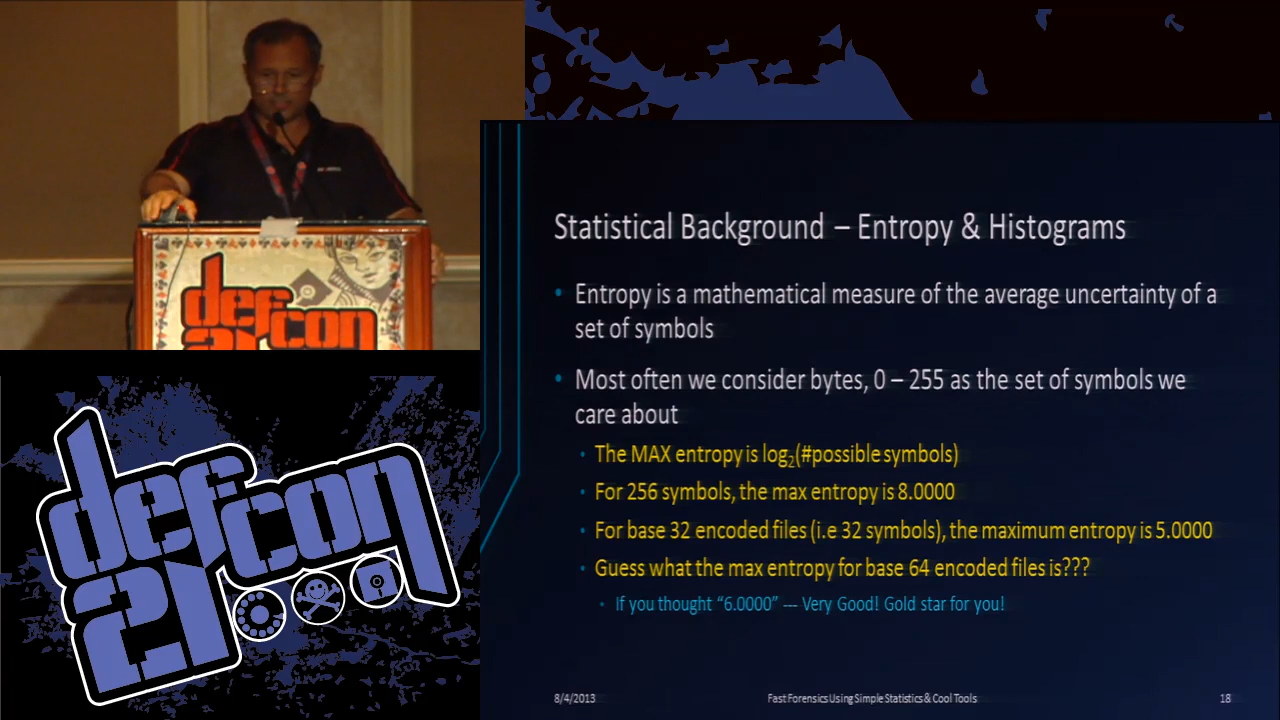 defcon
21
Statistical Background – Entropy & Histograms
• Entropy is a mathematical measure of the average uncertainty of a
set of symbols
• Most often we consider bytes, 0 – 255 as the set of symbols we
care about
• The MAX entropy is log₂(#possible symbols)
• For 256 symbols, the max entropy is 8.0000
• For base 32 encoded files (i.e 32 symbols), the maximum entropy is 5.0000
• Guess what the max entropy for base 64 encoded files is???
• If you thought “6.0000” --- Very Good! Gold star for you!
8/4/2013
Fast Forensics Using Simple Statistics & Cool Tools
18
defcon
21